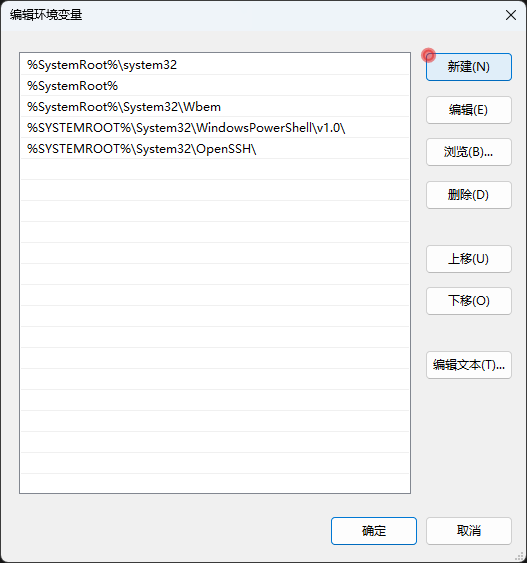 编辑环境变量
%SystemRoot%\system32
%SystemRoot%
%SystemRoot%\System32\Wbem
%SYSTEMROOT%\System32\WindowsPowerShell\v1.0\
%SYSTEMROOT%\System32\OpenSSH\
新建(N)
编辑(E)
浏览(B)...
删除(D)
上移(U)
下移(O)
编辑文本(T)...
确定
取消